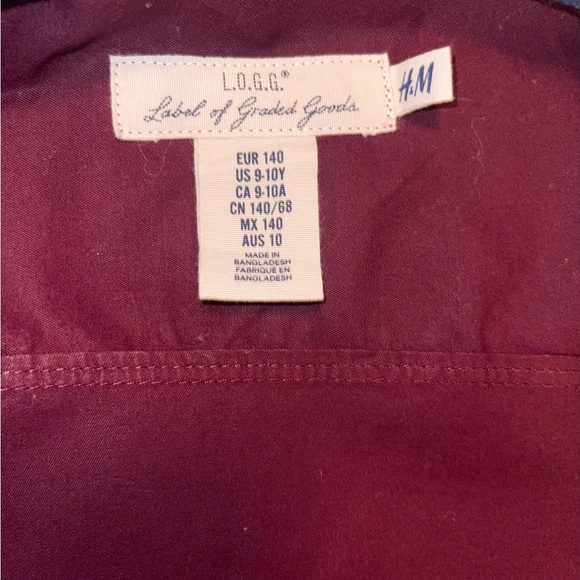 L.O.G.G.®
Label of Graded Goods
H&M
EUR 140
US 9-10Y
CA 9-10A
CN 140/68
MX 140
AUS 10
MADE IN
BANGLADESH
FABRIQUE EN
BANGLADESH